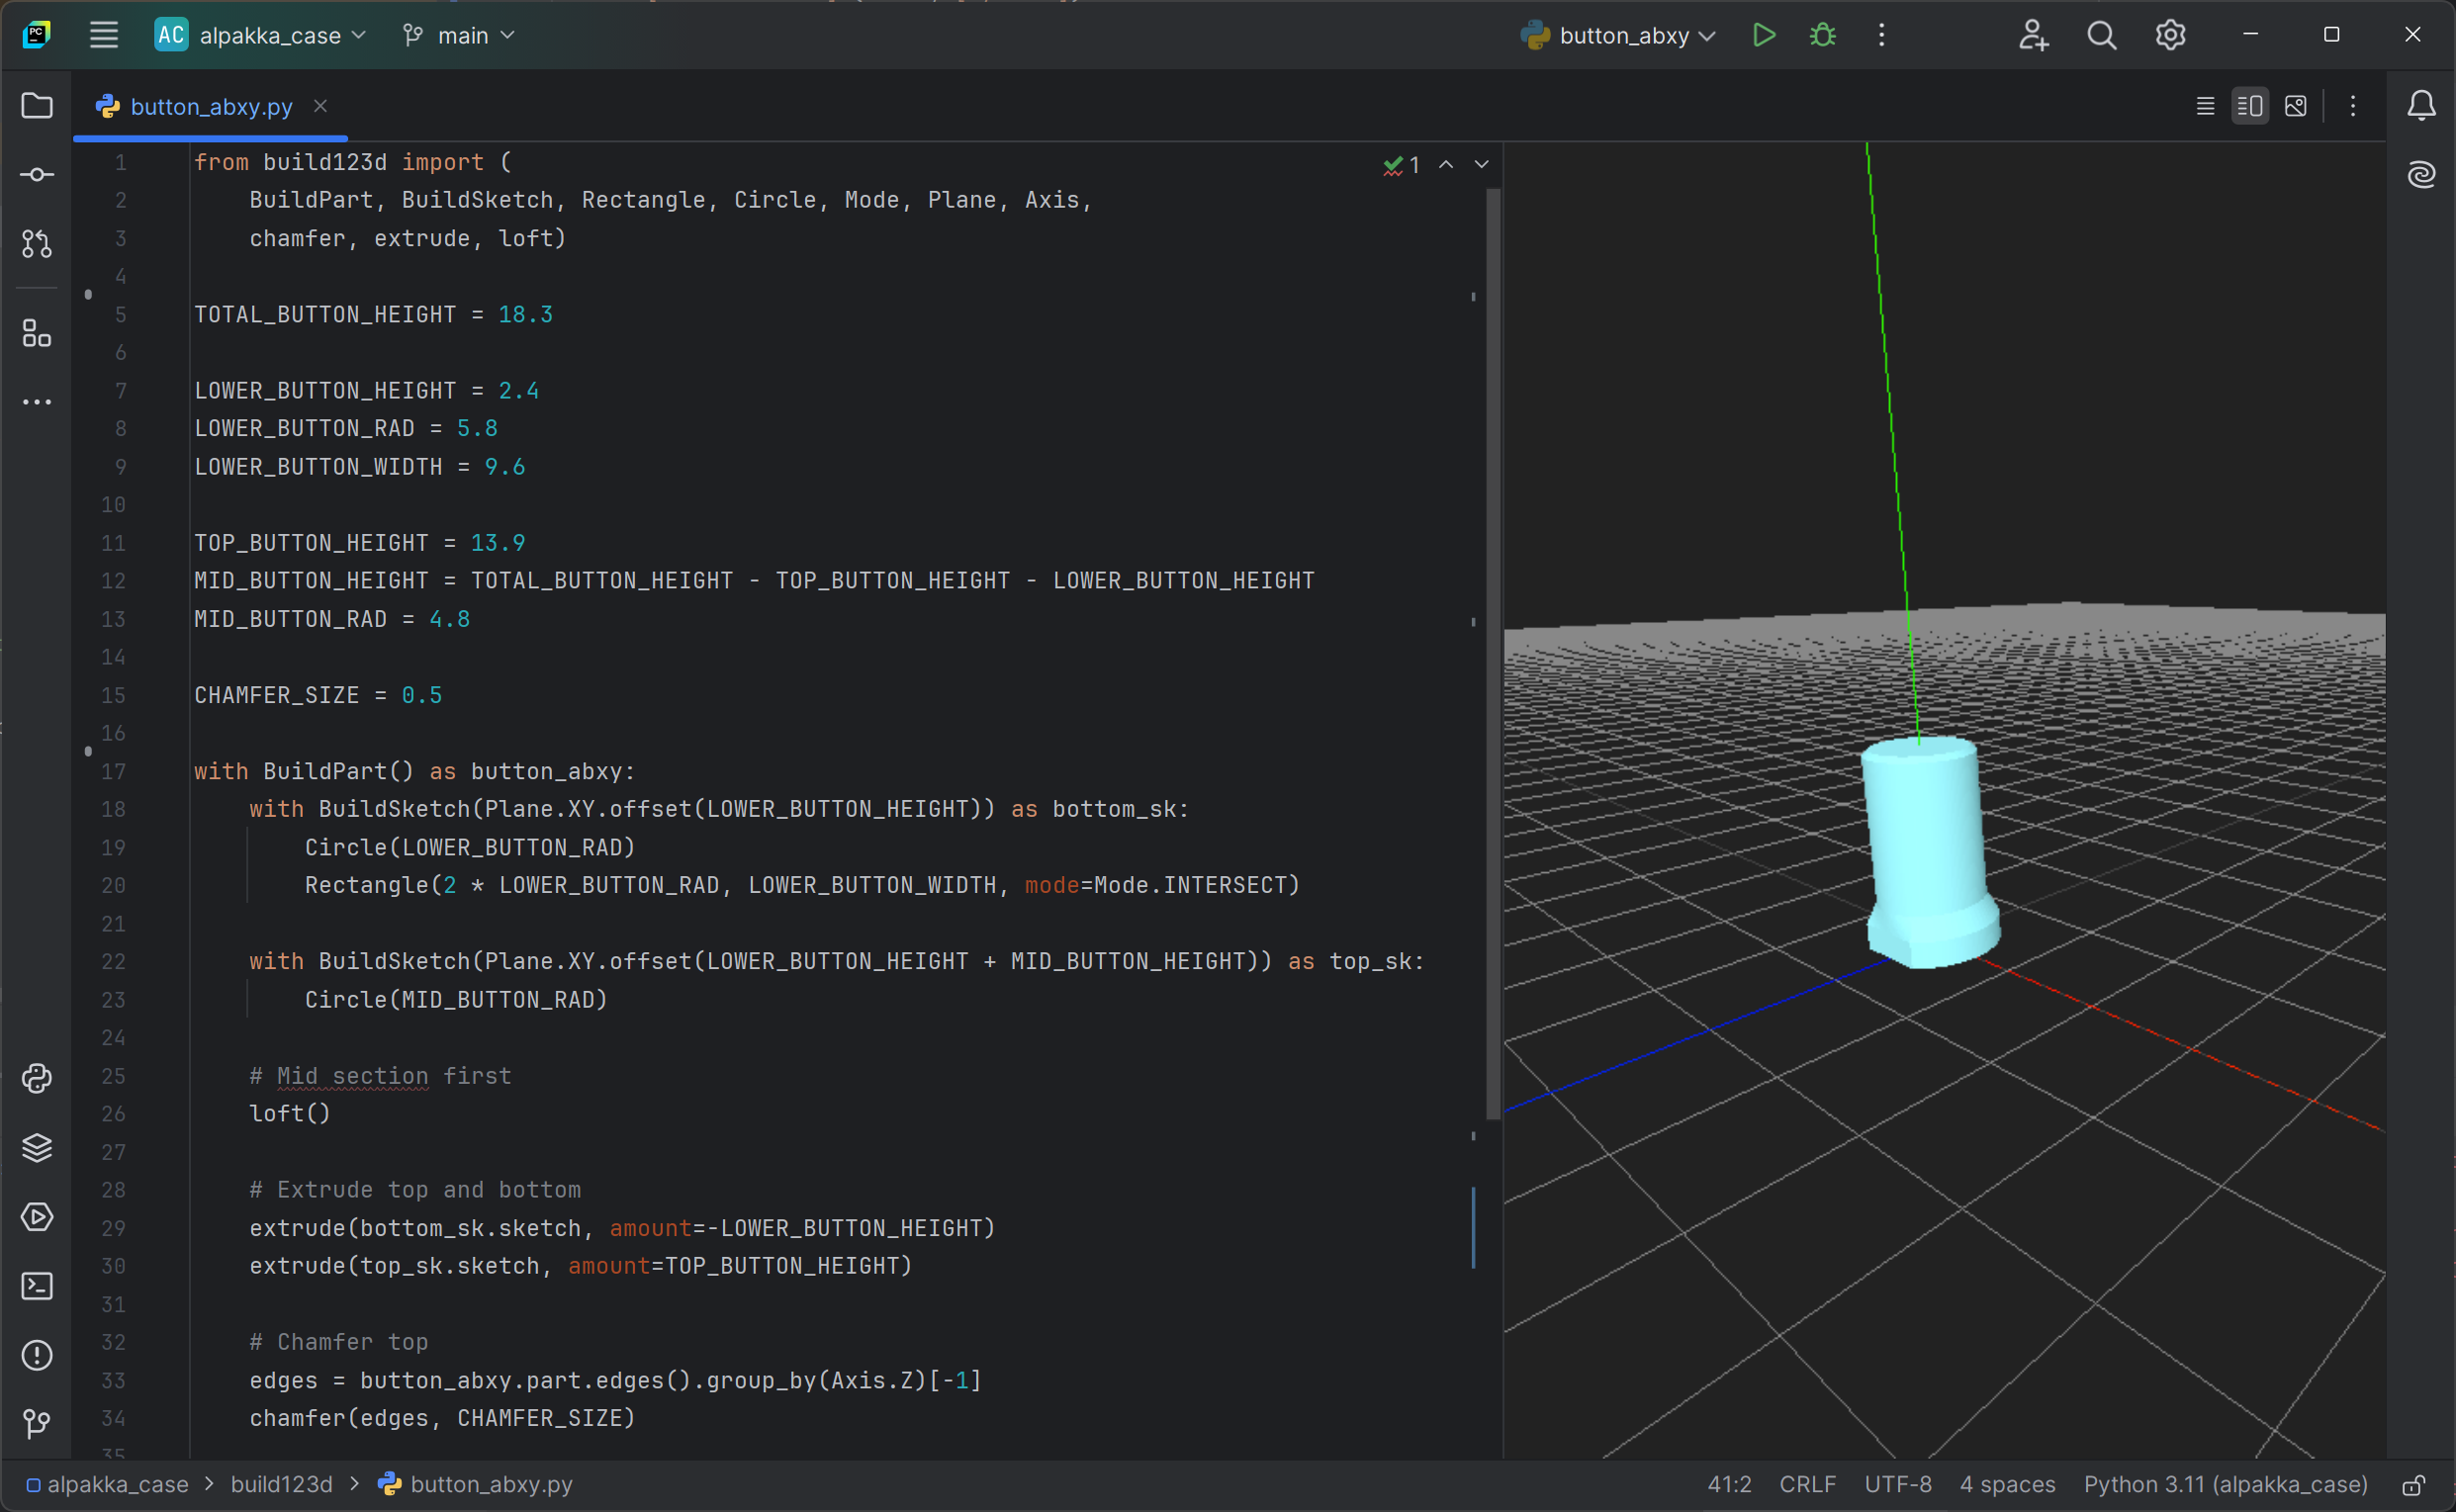 PC
AC alpakka_case main button_abxy
button_abxy.py
1 from build123d import (
2 BuildPart, BuildSketch, Rectangle, Circle, Mode, Plane, Axis,
3 chamfer, extrude, loft)
4
5 TOTAL_BUTTON_HEIGHT = 18.3
6
7 LOWER_BUTTON_HEIGHT = 2.4
8 LOWER_BUTTON_RAD = 5.8
9 LOWER_BUTTON_WIDTH = 9.6
10
11 TOP_BUTTON_HEIGHT = 13.9
12 MID_BUTTON_HEIGHT = TOTAL_BUTTON_HEIGHT - TOP_BUTTON_HEIGHT - LOWER_BUTTON_HEIGHT
13 MID_BUTTON_RAD = 4.8
14
15 CHAMFER_SIZE = 0.5
16
17 with BuildPart() as button_abxy:
18 with BuildSketch(Plane.XY.offset(LOWER_BUTTON_HEIGHT)) as bottom_sk:
19 Circle(LOWER_BUTTON_RAD)
20 Rectangle(2 * LOWER_BUTTON_RAD, LOWER_BUTTON_WIDTH, mode=Mode.INTERSECT)
21
22 with BuildSketch(Plane.XY.offset(LOWER_BUTTON_HEIGHT + MID_BUTTON_HEIGHT)) as top_sk:
23 Circle(MID_BUTTON_RAD)
24
25 # Mid section first
26 loft()
27
28 # Extrude top and bottom
29 extrude(bottom_sk.sketch, amount=-LOWER_BUTTON_HEIGHT)
30 extrude(top_sk.sketch, amount=TOP_BUTTON_HEIGHT)
31
32 # Chamfer top
33 edges = button_abxy.part.edges().group_by(Axis.Z)[-1]
34 chamfer(edges, CHAMFER_SIZE)
35
1
alpakka_case > build123d > button_abxy.py 41:2 CRLF UTF-8 4 spaces Python 3.11 (alpakka_case)